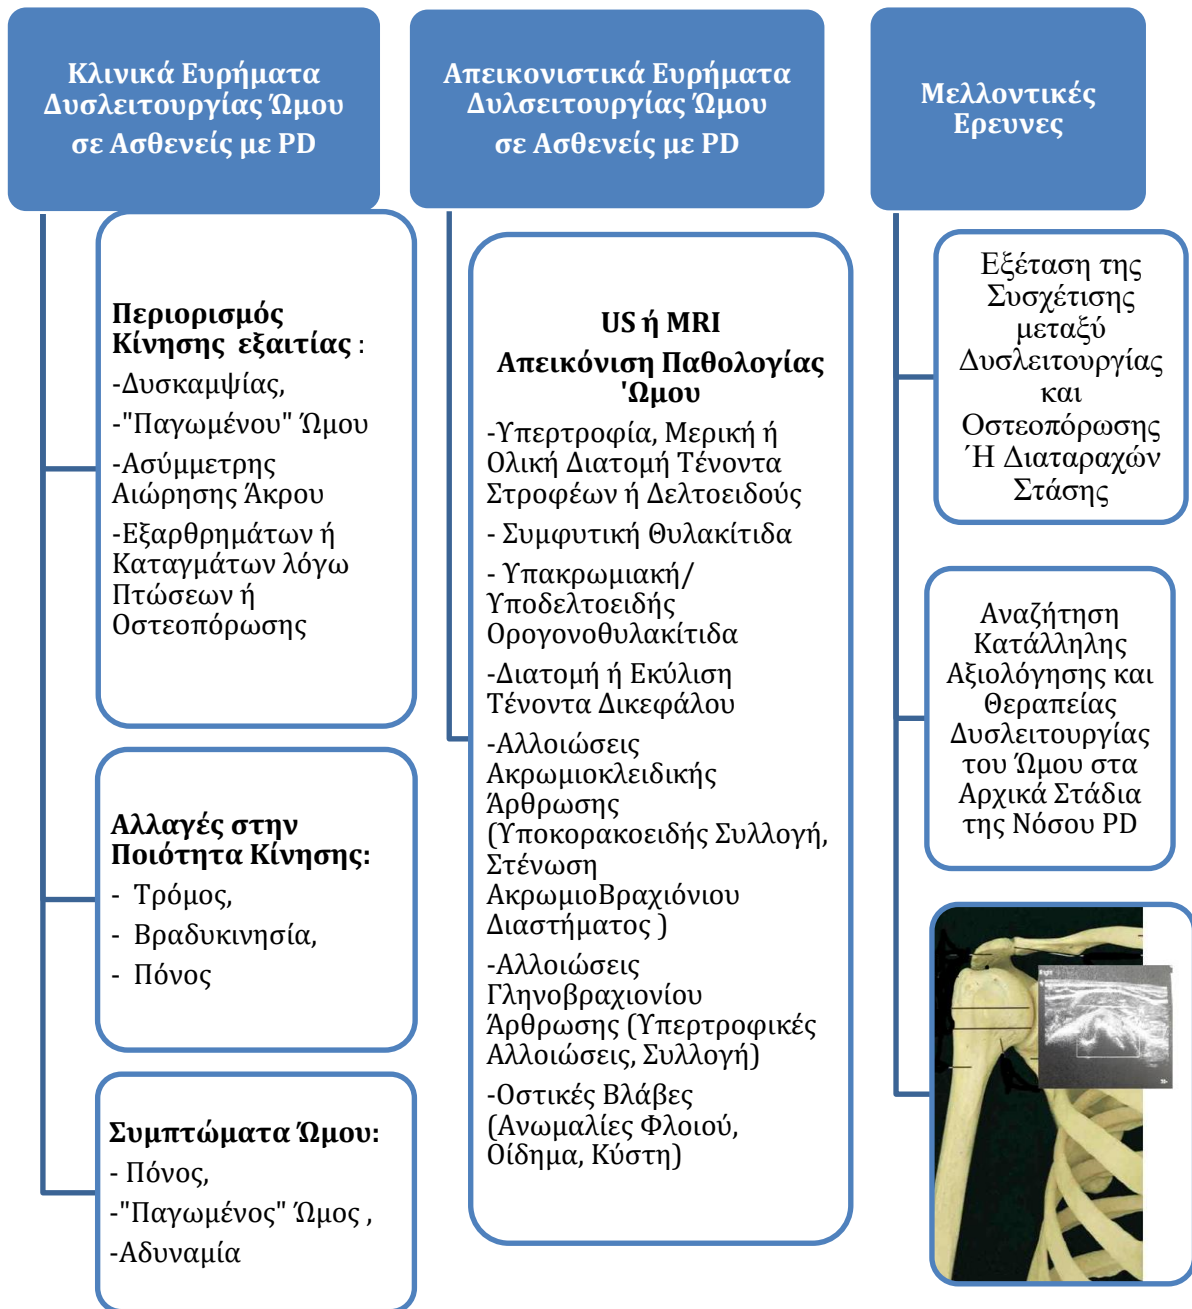 Κλινικά Ευρήματα
Δυσλειτουργίας Ώμου
σε Ασθενείς με PD
Περιορισμός
Κίνησης εξαιτίας :
-Δυσκαμψίας,
-"Παγωμένου" Ώμου
-Ασύμμετρης
Αιώρησης Άκρου
-Εξαρθρημάτων ή
Καταγμάτων λόγω
Πτώσεων ή
Οστεοπόρωσης
Αλλαγές στην
Ποιότητα Κίνησης:
- Τρόμος,
- Βραδυκινησία,
- Πόνος
Συμπτώματα Ώμου:
- Πόνος,
-"Παγωμένος" Ώμος ,
-Αδυναμία
Απεικονιστικά Ευρήματα
Δυλσειτουργίας Ώμου
σε Ασθενείς με PD
US ή MRI
Απεικόνιση Παθολογίας
'Ωμου
-Υπερτροφία, Μερική ή
Ολική Διατομή Τένοντα
Στροφέων ή Δελτοειδούς
- Συμφυτική Θυλακίτιδα
- Υπακρωμιακή/
Υποδελτοειδής
Ορογονοθυλακίτιδα
-Διατομή ή Εκύλιση
Τένοντα Δικεφάλου
-Αλλοιώσεις
Ακρωμιοκλειδικής
Άρθρωσης
(Υποκορακοειδής Συλλογή,
Στένωση
ΑκρωμιοΒραχιόνιου
Διαστήματος )
-Αλλοιώσεις
Γληνοβραχιονίου
Άρθρωσης (Υπερτροφικές
Αλλοιώσεις, Συλλογή)
-Οστικές Βλάβες
(Ανωμαλίες Φλοιού,
Οίδημα, Κύστη)
Μελλοντικές
Ερευνες
Εξέταση της
Συσχέτισης
μεταξύ
Δυσλειτουργίας
και
Οστεοπόρωσης
Ή Διαταραχών
Στάσης
Αναζήτηση
Κατάλληλης
Αξιολόγησης και
Θεραπείας
Δυσλειτουργίας
του Ώμου στα
Αρχικά Στάδια
της Νόσου PD
Right